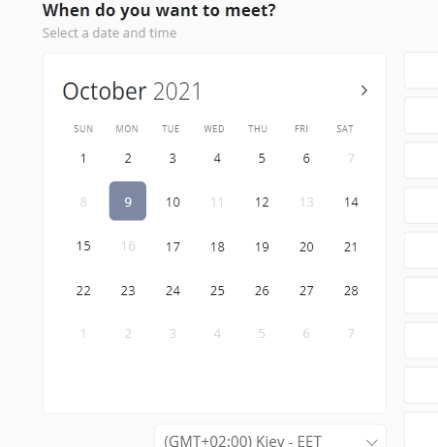 When do you want to meet?
Select a date and time
October 2021
SUN MON TUE WED THU FRI SAT
1 2 3 4 5 6 7
8 9 10 11 12 13 14
15 16 17 18 19 20 21
22 23 24 25 26 27 28
1 2 3 4 5 6 7
(GMT+02:00) Kiev - EET